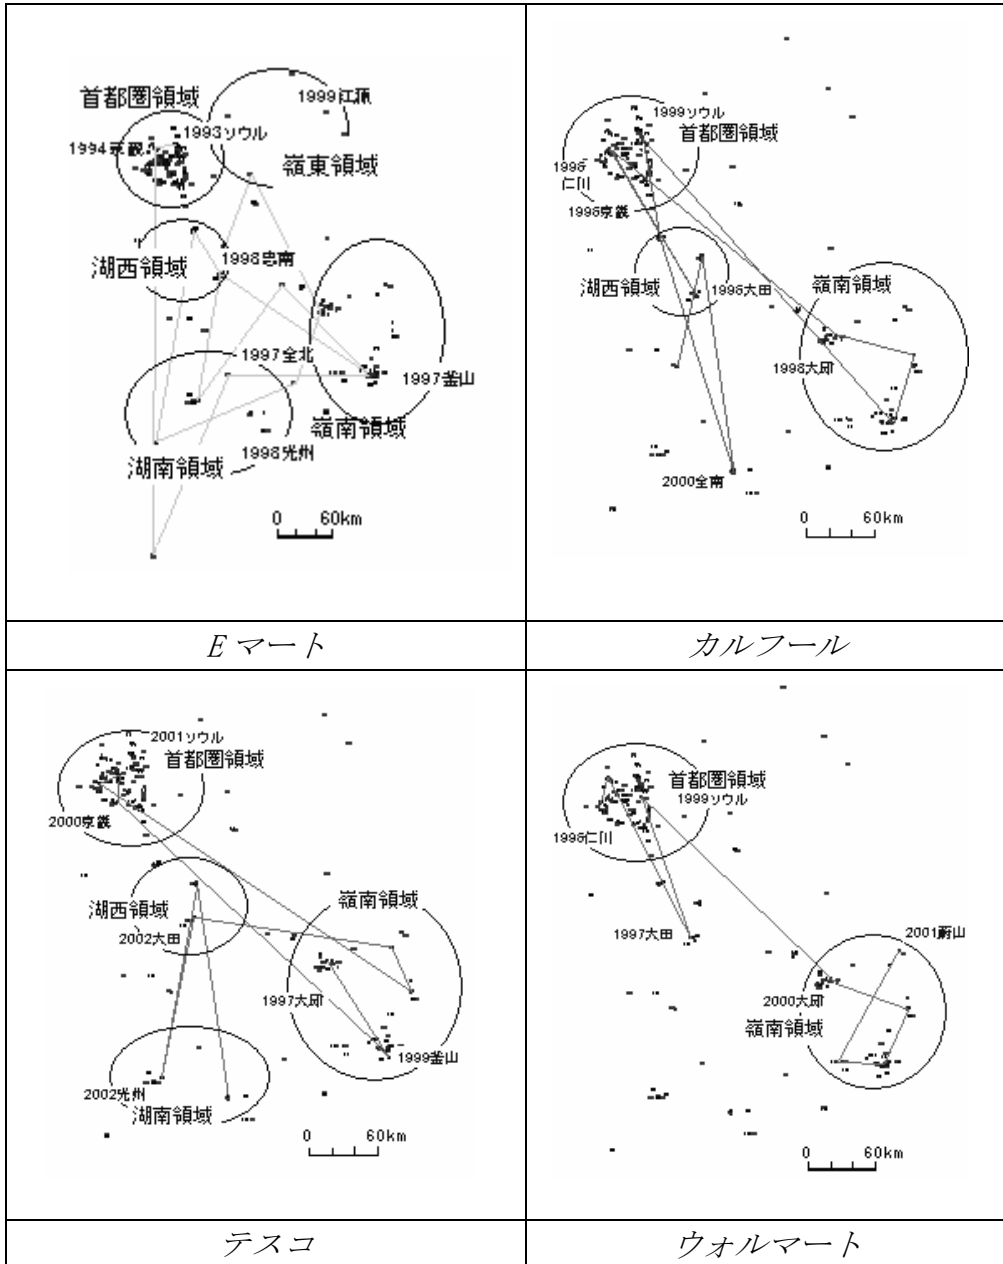 1999江原
首都圏領域
1993ソウル
1994京畿
嶺東領域
湖西領域
1998忠南
1997全北
1997釜山
嶺南領域
1998光州
湖南領域
0 60km
Eマート
1999ソウル
首都圏領域
1996
仁川
1996京畿
湖西領域
1996大田
嶺南領域
1998大邱
2000全南
0 60km
カルフール
2001ソウル
首都圏領域
2000京畿
湖西領域
嶺南領域
2002大田
1997大邱
1999釜山
2002光州
湖南領域
0 60km
テスコ
首都圏領域
1999ソウル
1996仁川
1997大田
2001蔚山
2000大邱
嶺南領域
0 60km
ウォルマート